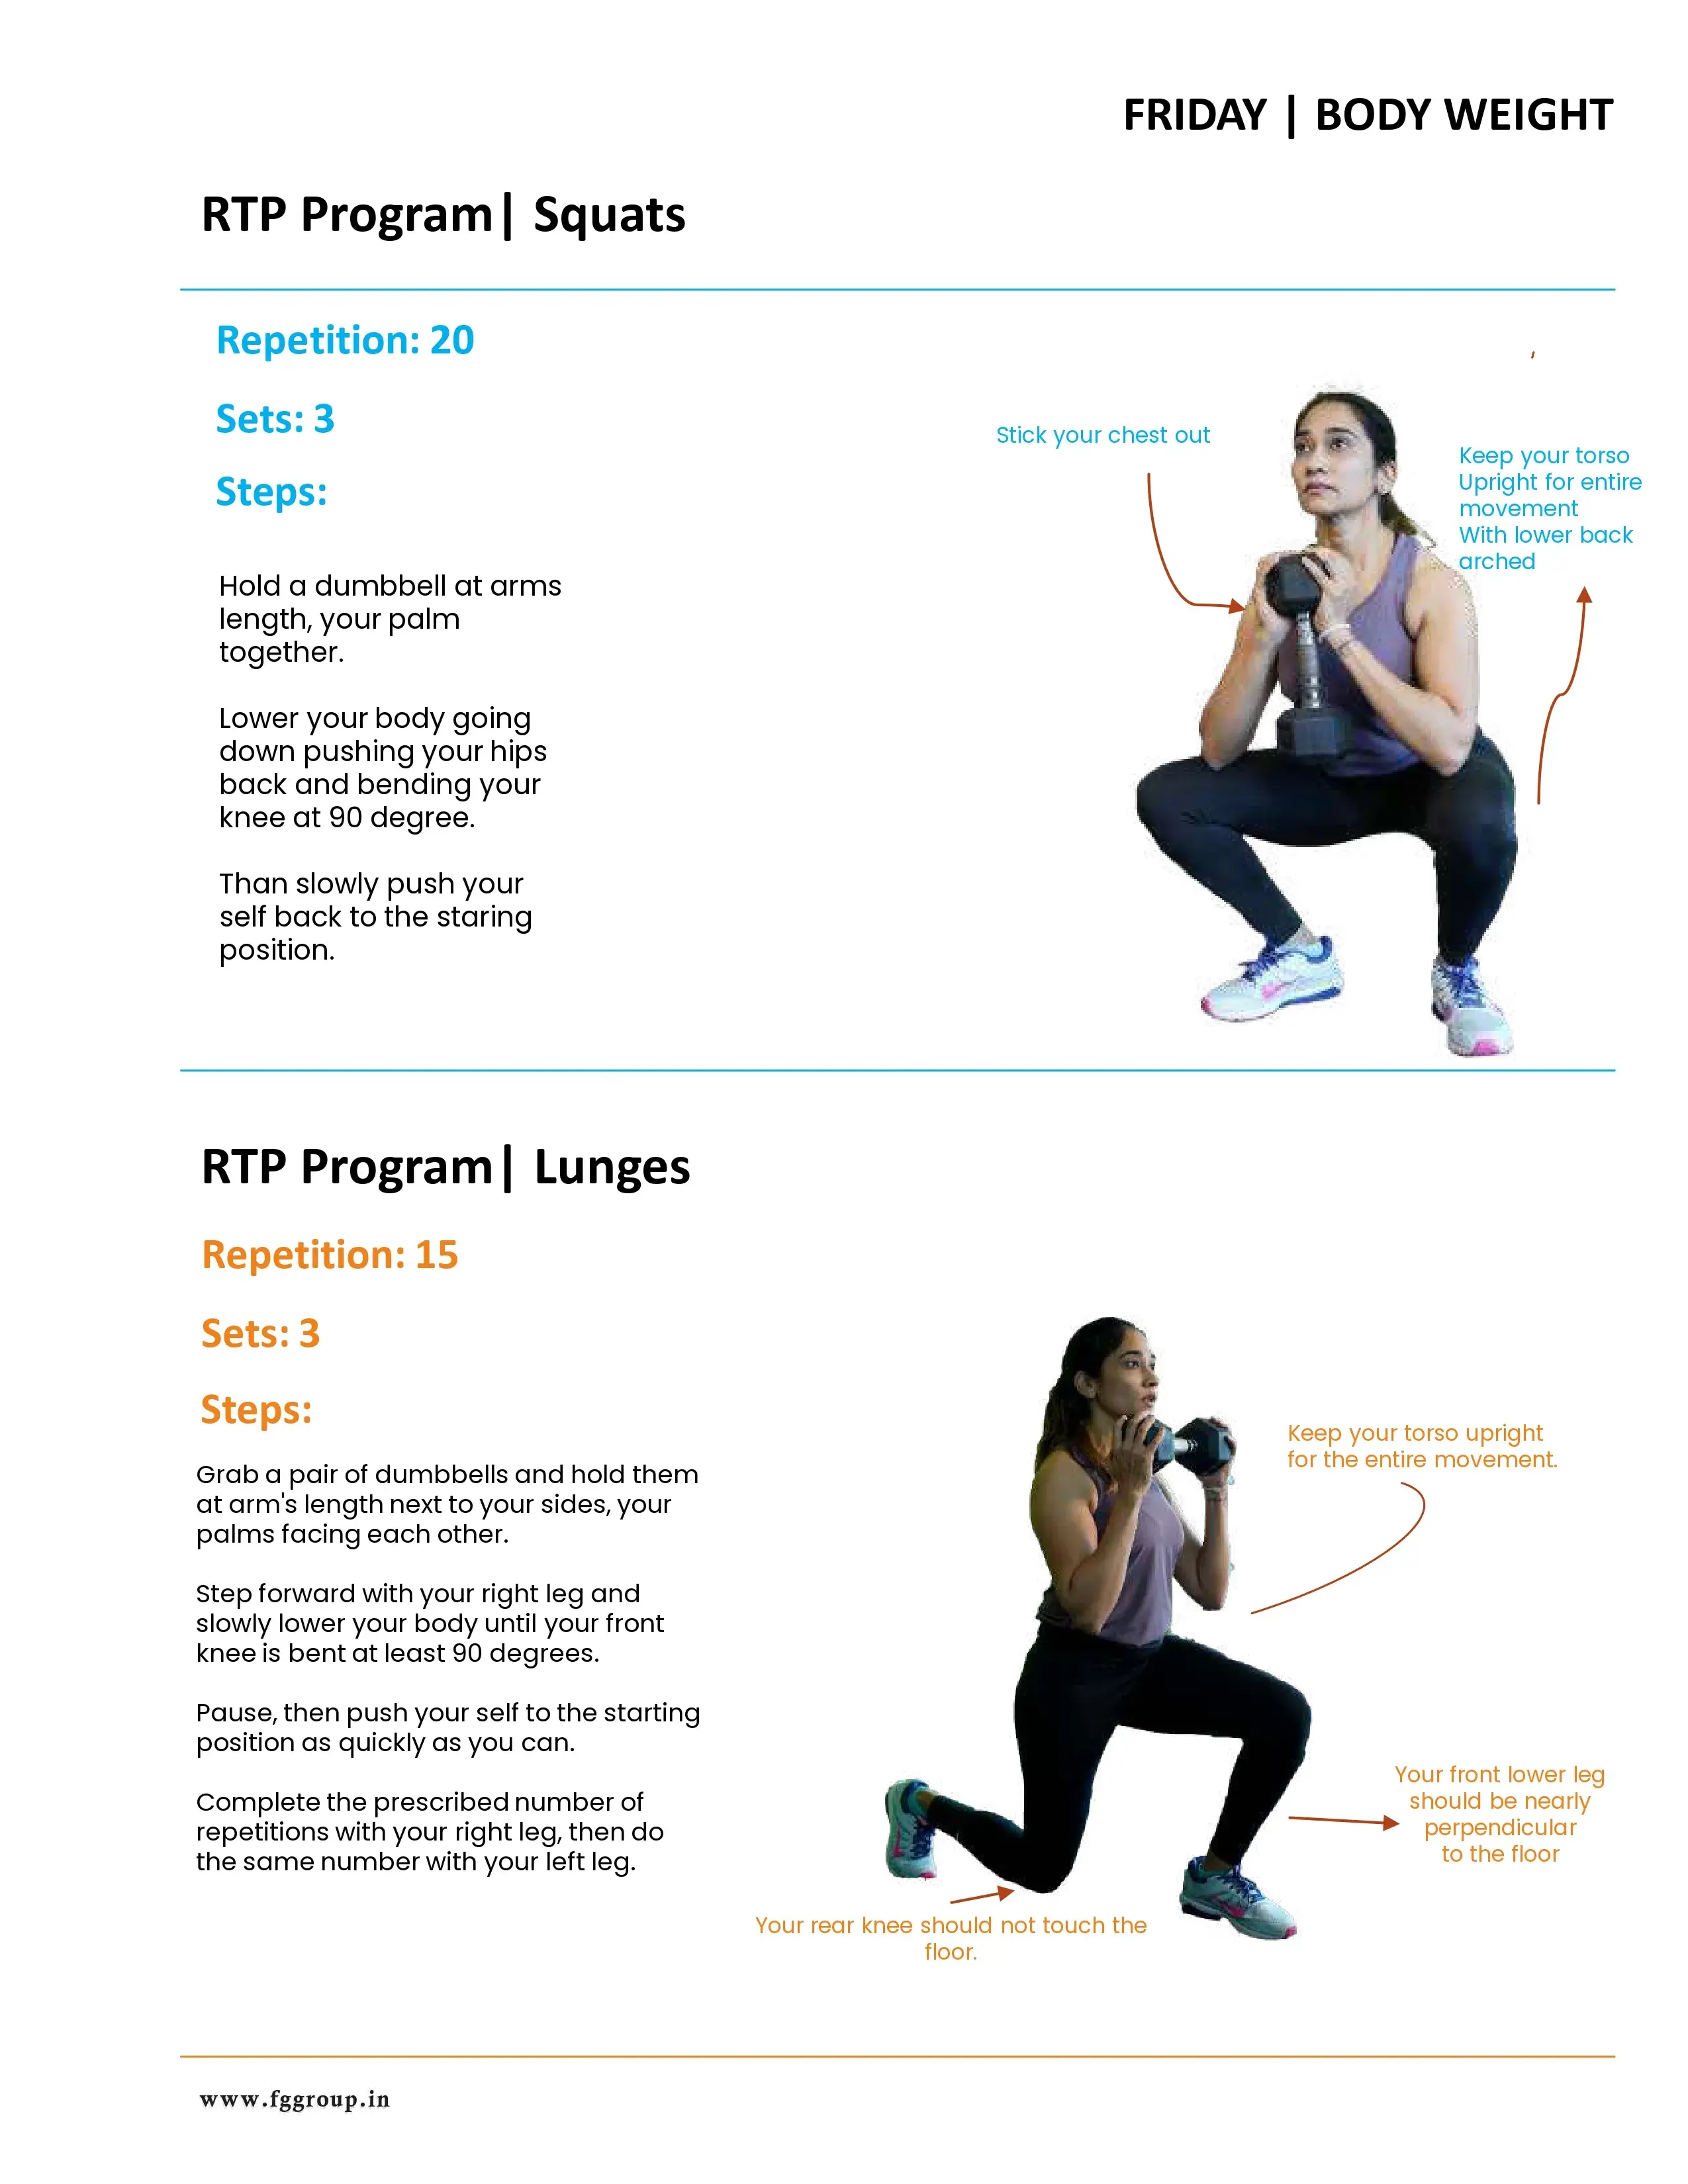 FRIDAY | BODY WEIGHT
RTP Program| Squats
Repetition: 20
Sets: 3
Steps:
Hold a dumbbell at arms
length, your palm
together.
Lower your body going
down pushing your hips
back and bending your
knee at 90 degree.
Than slowly push your
self back to the staring
position.
Stick your chest out
,
Keep your torso
Upright for entire
movement
With lower back
arched
RTP Program| Lunges
Repetition: 15
Sets: 3
Steps:
Grab a pair of dumbbells and hold them
at arm's length next to your sides, your
palms facing each other.
Step forward with your right leg and
slowly lower your body until your front
knee is bent at least 90 degrees.
Pause, then push your self to the starting
position as quickly as you can.
Complete the prescribed number of
repetitions with your right leg, then do
the same number with your left leg.
Keep your torso upright
for the entire movement.
Your front lower leg
should be nearly
perpendicular
to the floor
Your rear knee should not touch the
floor.
www.fggroup.in